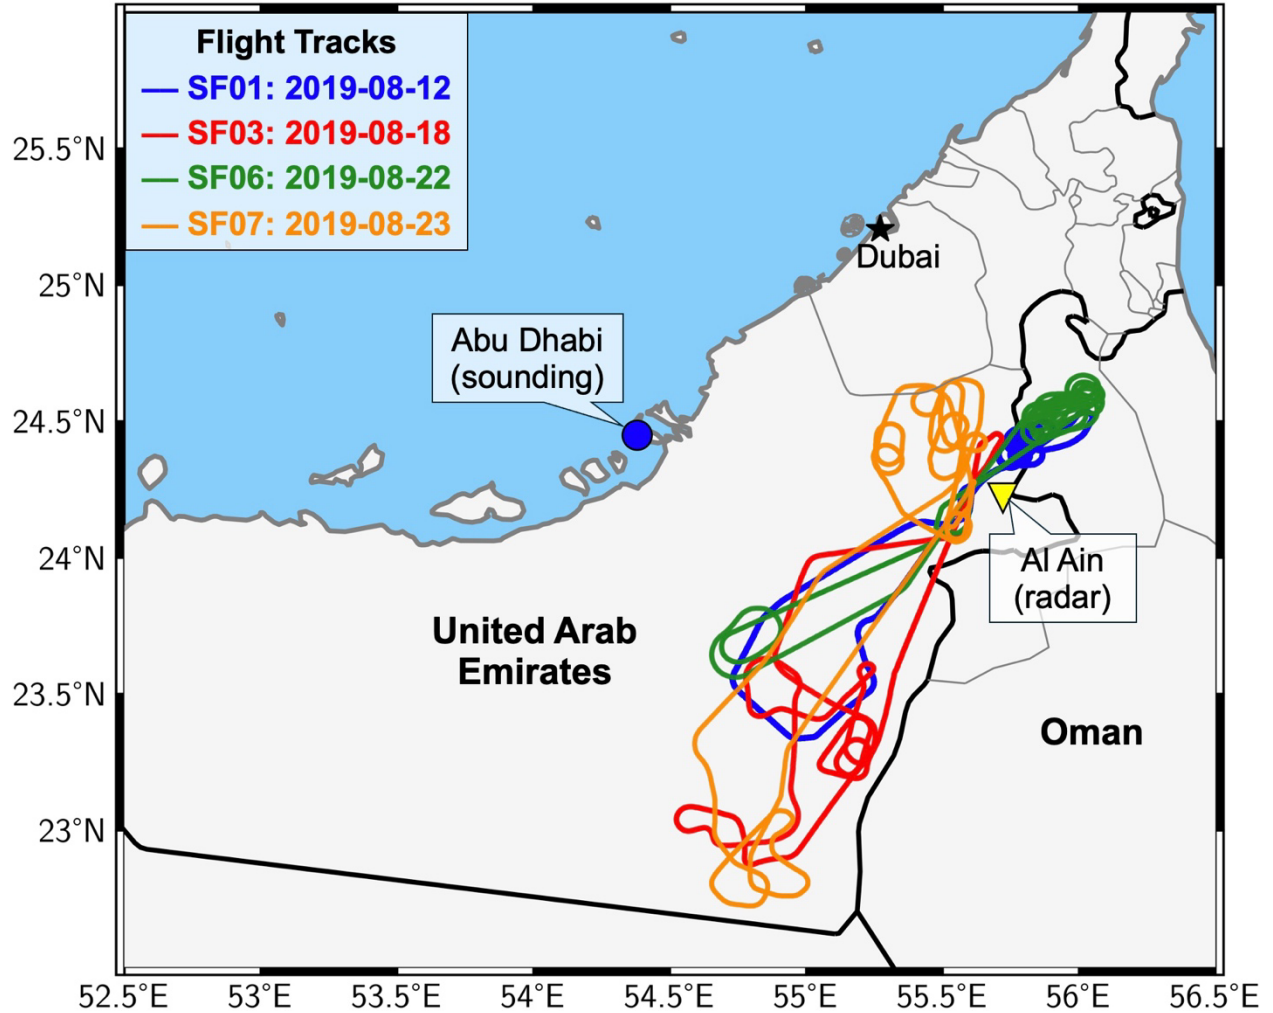 Flight Tracks
— SF01: 2019-08-12
— SF03: 2019-08-18
— SF06: 2019-08-22
— SF07: 2019-08-23
25.5°N
25°N
24.5°N
24°N
23.5°N
23°N
Dubai
Abu Dhabi
(sounding)
Al Ain
(radar)
United Arab
Emirates
Oman
52.5°E
53°E
53.5°E
54°E
54.5°E
55°E
55.5°E
56°E
56.5°E